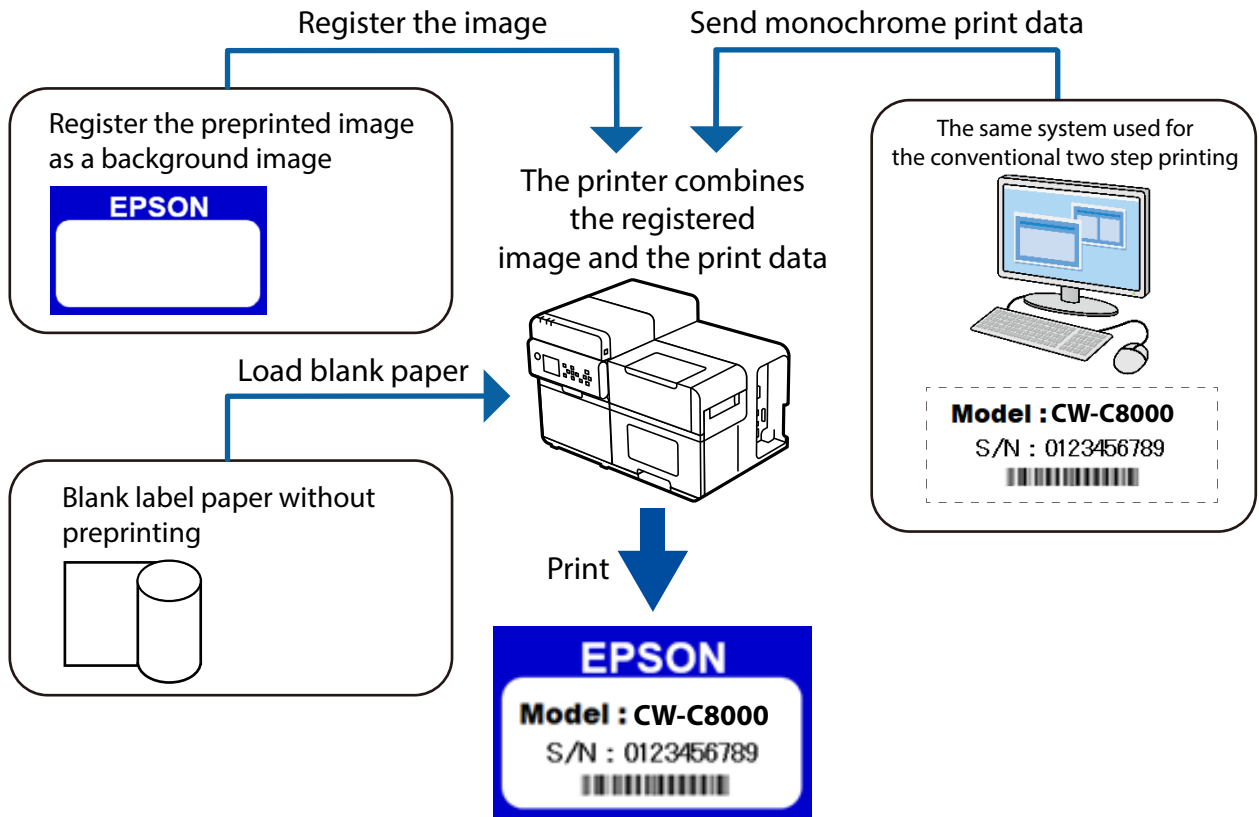 Register the image
Send monochrome print data
Register the preprinted image
as a background image
EPSON
The same system used for
the conventional two step printing
The printer combines
the registered
image and the print data
Model : CW-C8000
S/N : 0123456789
Load blank paper
Blank label paper without
preprinting
Print
EPSON
Model : CW-C8000
S/N : 0123456789